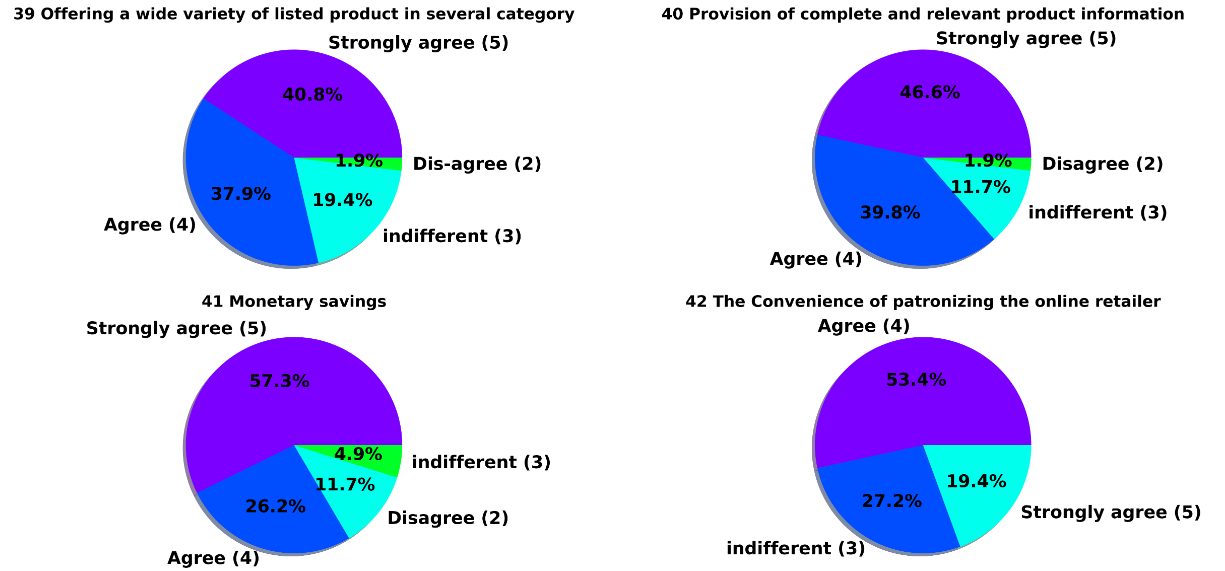 39 Offering a wide variety of listed product in several category
Strongly agree (5)
40.8%
1.9%
Dis-agree (2)
37.9%
19.4%
Agree (4)
indifferent (3)
40 Provision of complete and relevant product information
Strongly agree (5)
46.6%
1.9%
Disagree (2)
11.7%
39.8%
indifferent (3)
Agree (4)
41 Monetary savings
Strongly agree (5)
57.3%
4.9%
indifferent (3)
11.7%
26.2%
Disagree (2)
Agree (4)
42 The Convenience of patronizing the online retailer
Agree (4)
53.4%
19.4%
27.2%
Strongly agree (5)
indifferent (3)